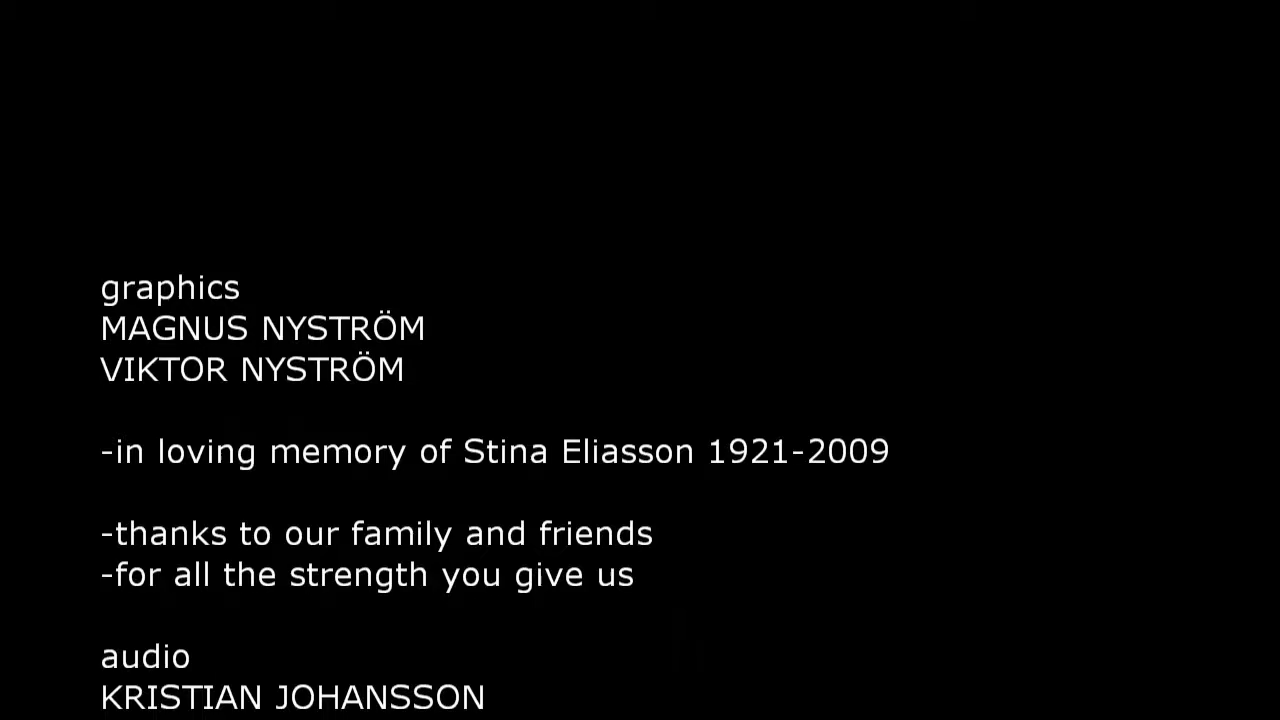 graphics
MAGNUS NYSTRÖM
VIKTOR NYSTRÖM
-in loving memory of Stina Eliasson 1921-2009
-thanks to our family and friends
-for all the strength you give us
audio
KRISTIAN JOHANSSON